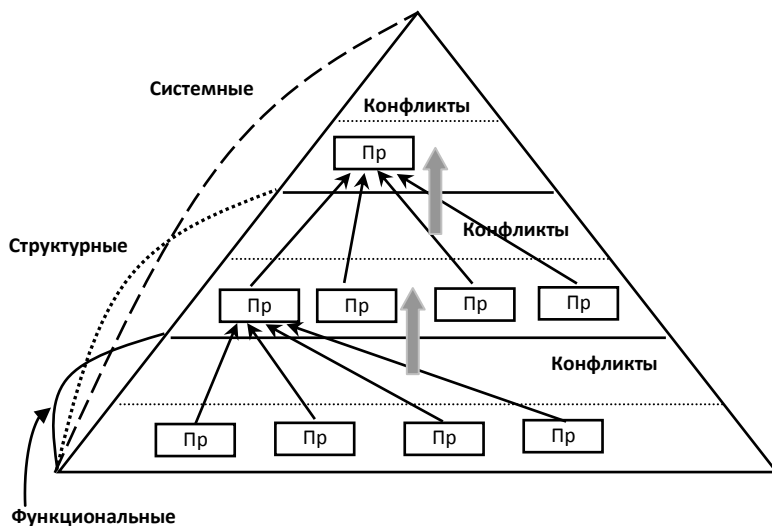 Системные
Конфликты
Пр
Структурные
Конфликты
Пр
Пр
Пр
Пр
Конфликты
Пр
Пр
Пр
Пр
Функциональные